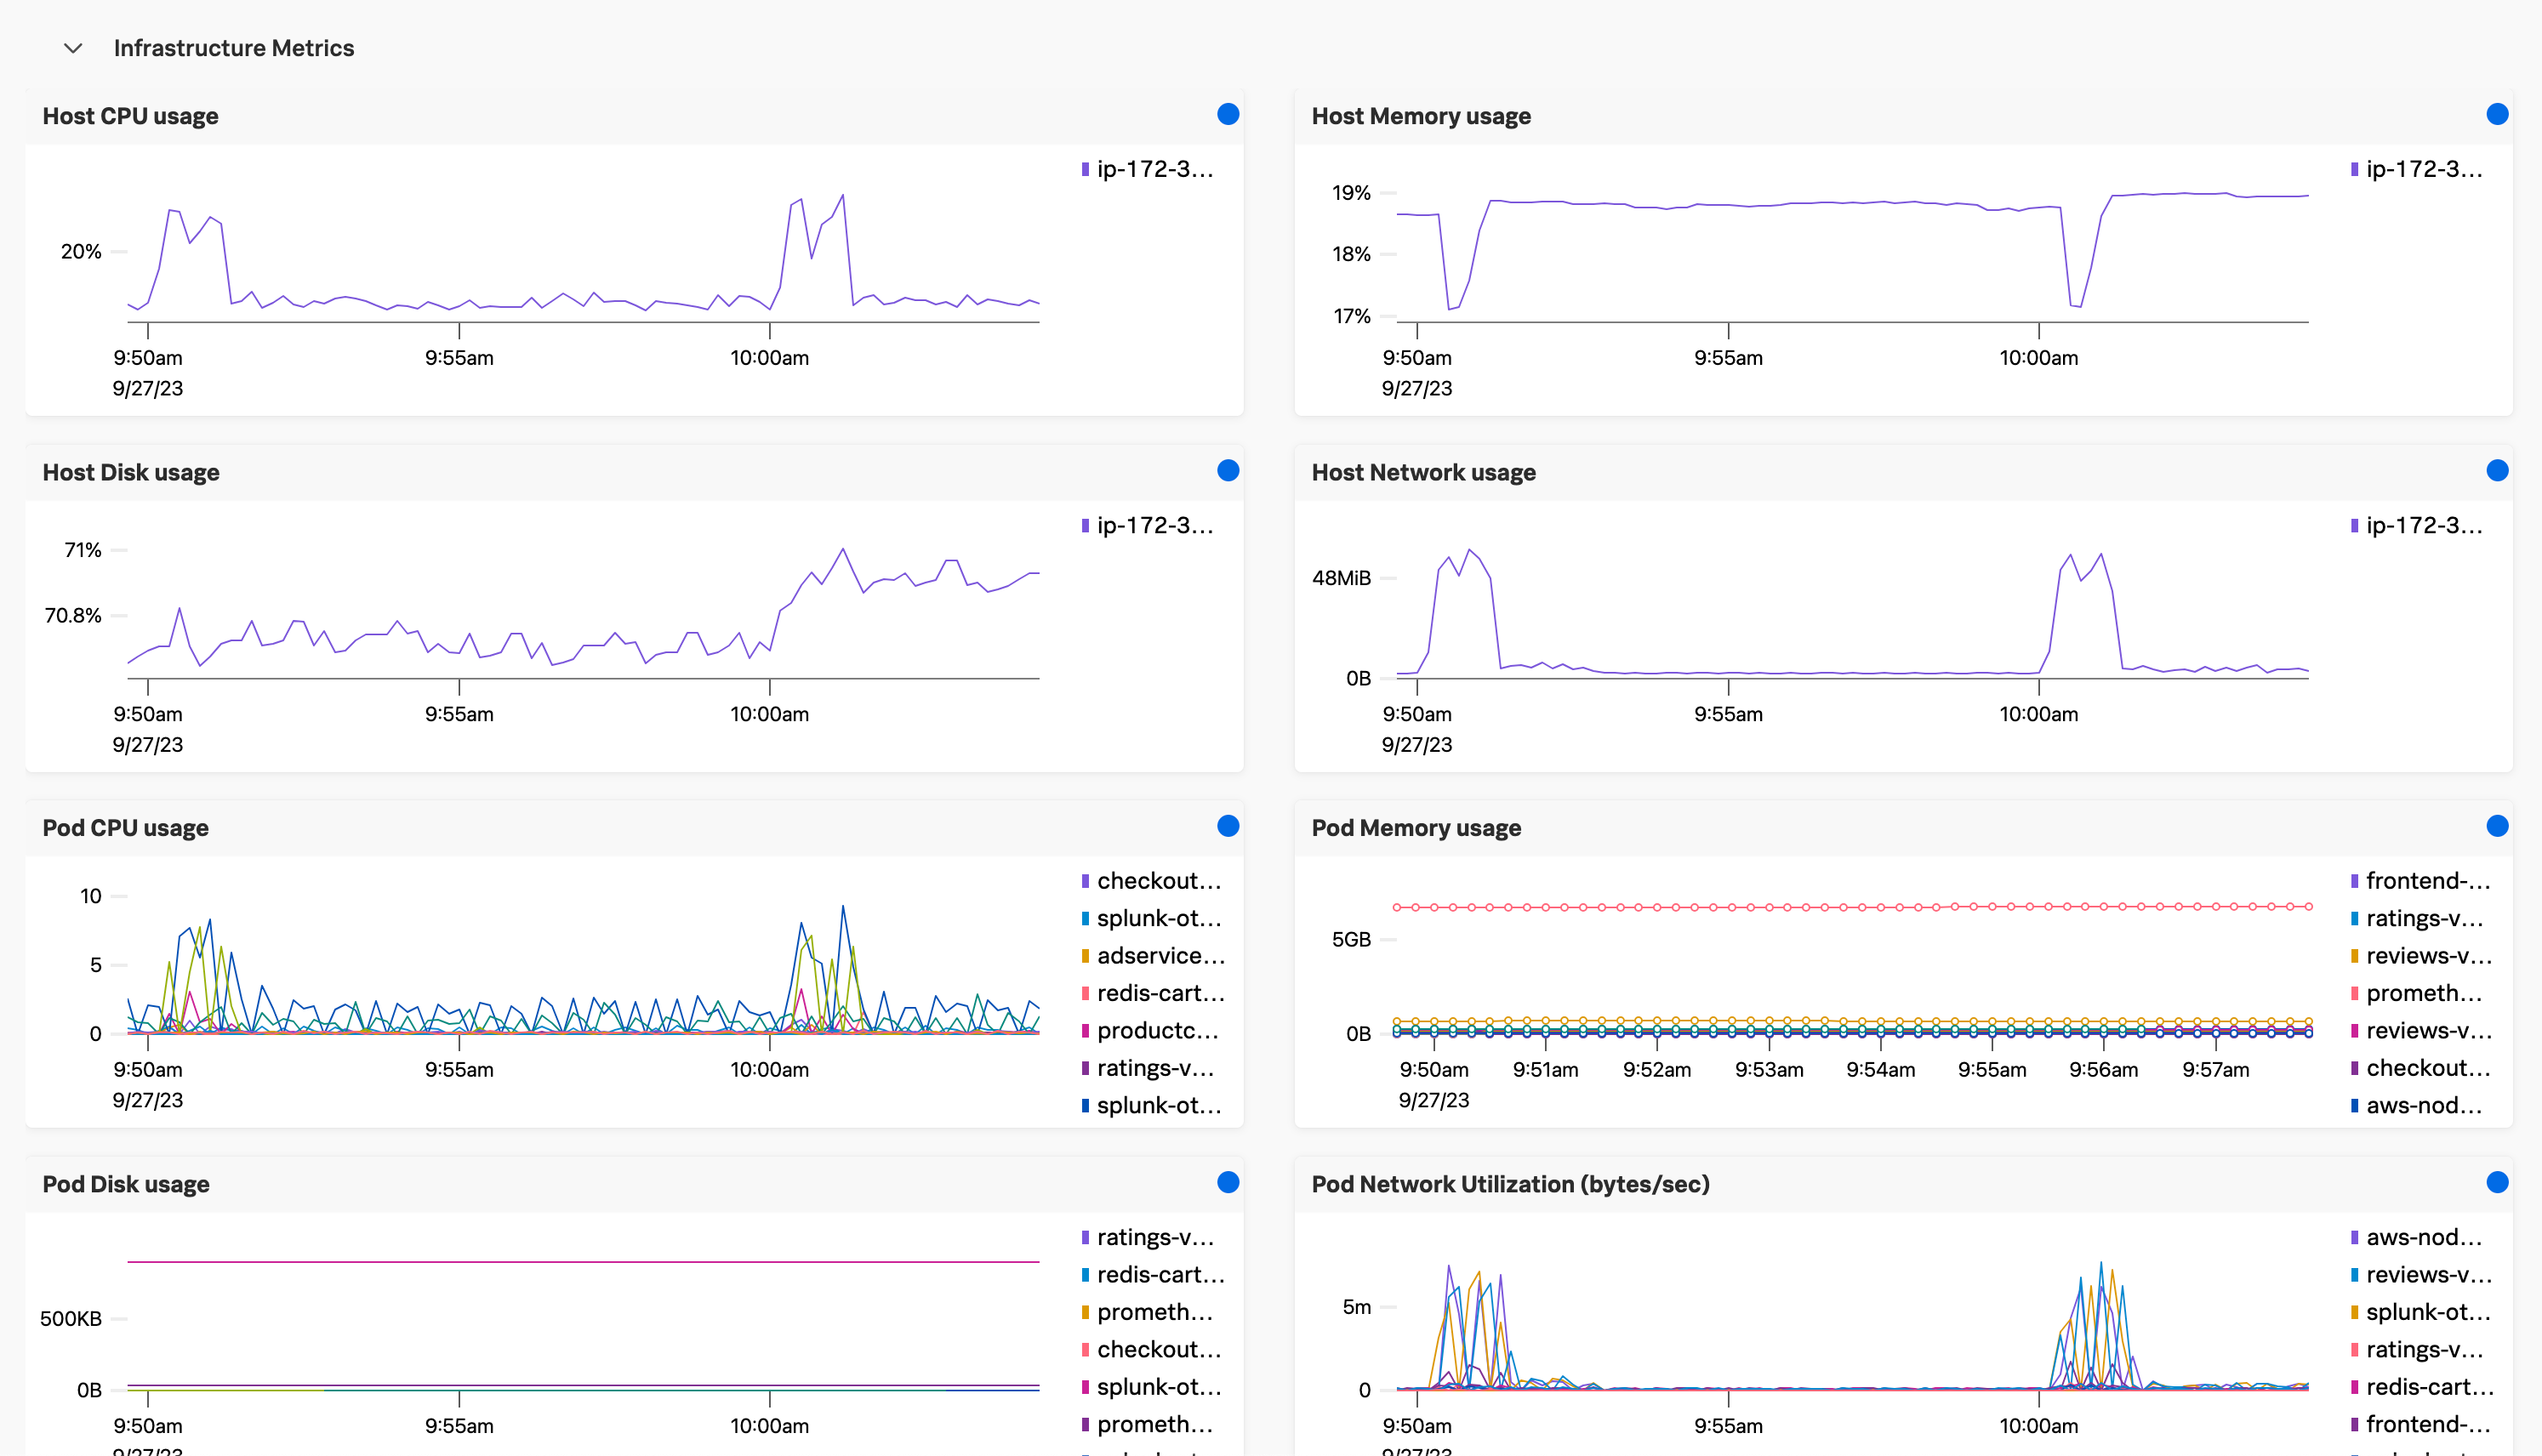 Infrastructure Metrics
Host CPU usage
ip-172-3...
20%
9:50am 9:55am 10:00am
9/27/23
Host Memory usage
ip-172-3...
19%
18%
17%
9:50am 9:55am 10:00am
9/27/23
Host Disk usage
ip-172-3...
71%
70.8%
9:50am 9:55am 10:00am
9/27/23
Host Network usage
ip-172-3...
48MiB
0B
9:50am 9:55am 10:00am
9/27/23
Pod CPU usage
10
5
0
9:50am 9:55am 10:00am
9/27/23
checkout...
splunk-ot...
adservice...
redis-cart...
productc...
ratings-v...
splunk-ot...
Pod Memory usage
5GB
0B
9:50am 9:51am 9:52am 9:53am 9:54am 9:55am 9:56am 9:57am
9/27/23
frontend-...
ratings-v...
reviews-v...
prometh...
reviews-v...
checkout...
aws-nod...
Pod Disk usage
500KB
0B
9:50am 9:55am 10:00am
9/27/23
ratings-v...
redis-cart...
prometh...
checkout...
splunk-ot...
prometh...
Pod Network Utilization (bytes/sec)
5m
0
9:50am 9:55am 10:00am
9/27/23
aws-nod...
reviews-v...
splunk-ot...
ratings-v...
redis-cart...
frontend-...